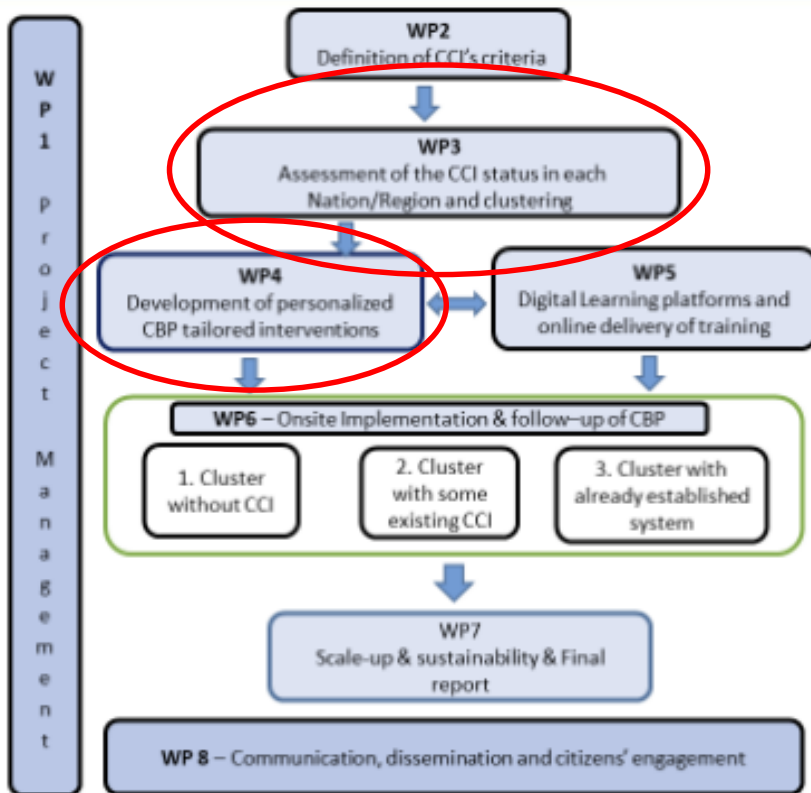 WP1 Project Management
WP2
Definition of CCI's criteria
WP3
Assessment of the CCI status in each
Nation/Region and clustering
WP4
Development of personalized
CBP tailored interventions
WP5
Digital Learning platforms and
online delivery of training
WP6 – Onsite Implementation & follow–up of CBP
1. Cluster
without CCI
2. Cluster
with some
existing CCI
3. Cluster with
already established
system
WP7
Scale-up & sustainability & Final
report
WP 8 – Communication, dissemination and citizens' engagement